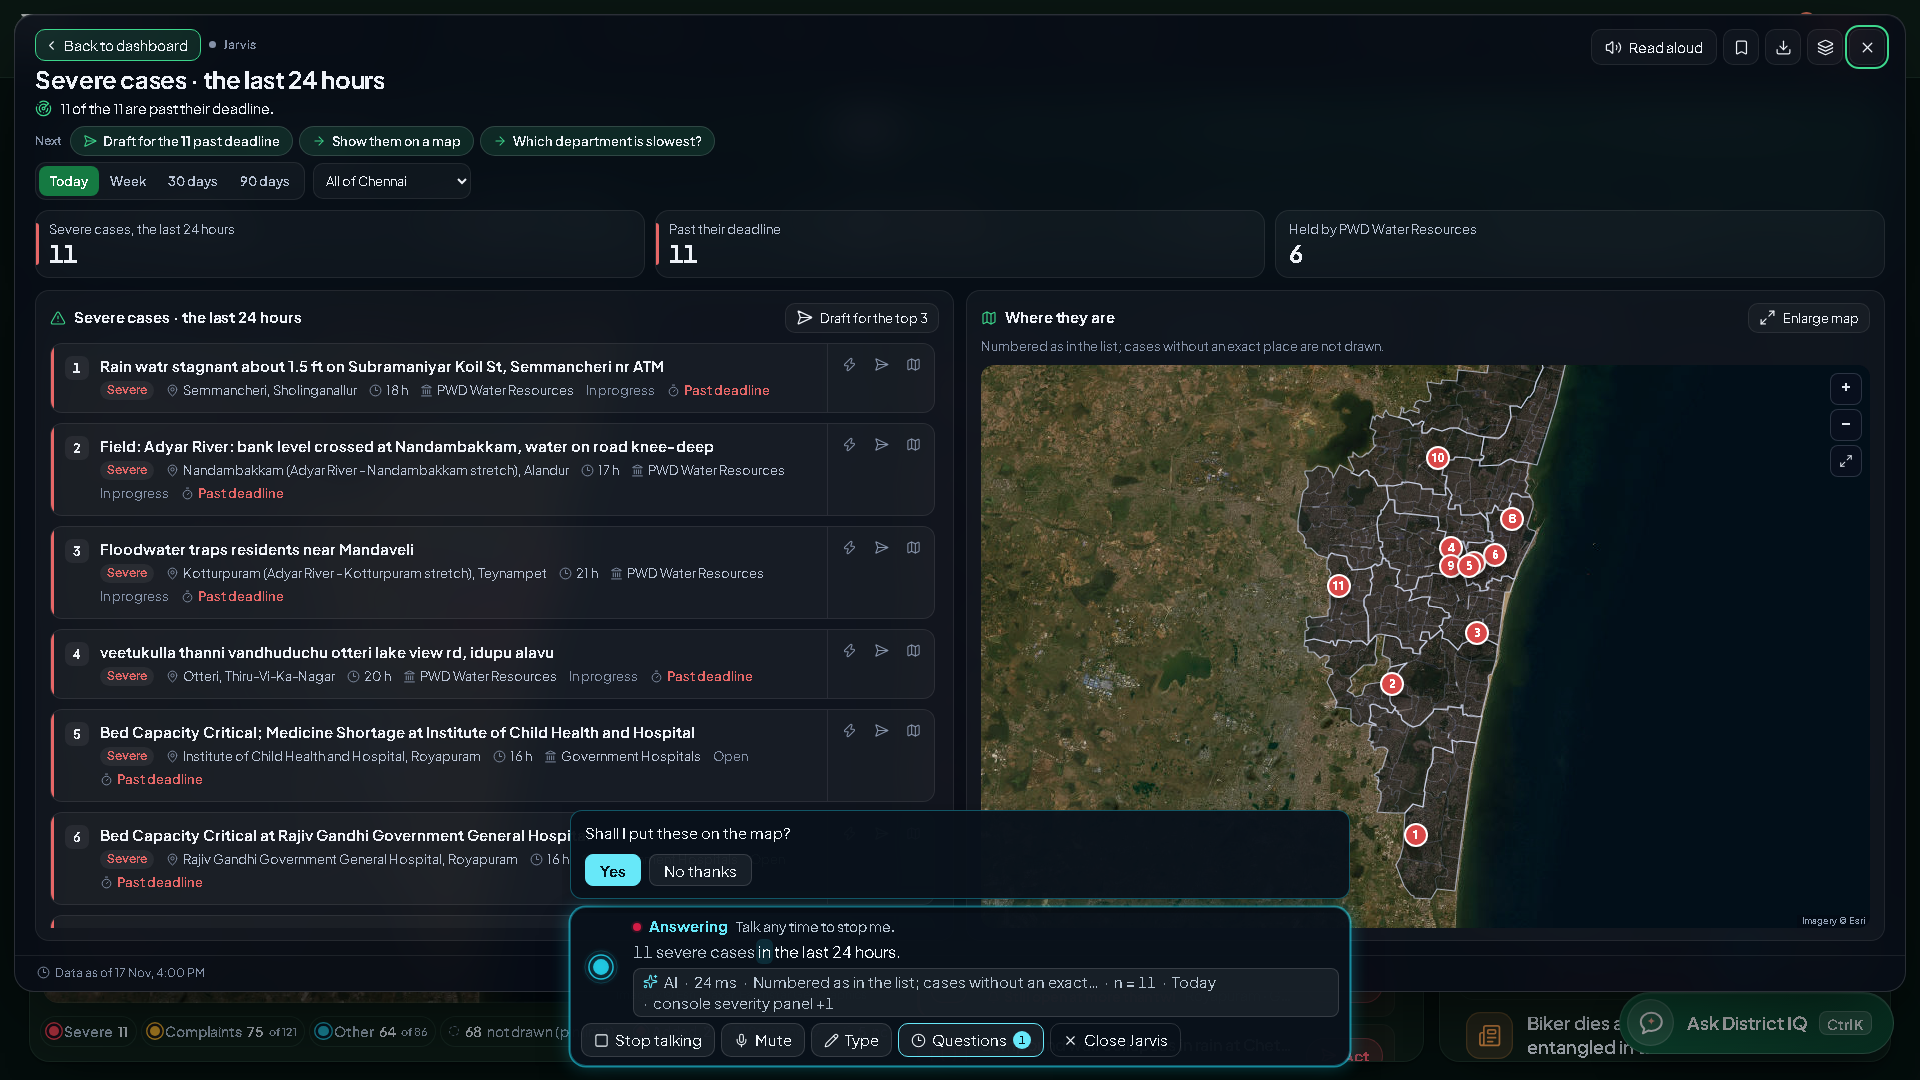 Back to dashboard
Jarvis
Read aloud
Severe cases · the last 24 hours
11 of the 11 are past their deadline.
Next
Draft for the 11 past deadline
Show them on a map
Which department is slowest?
Today
Week
30 days
90 days
All of Chennai
Severe cases, the last 24 hours
11
Past their deadline
11
Held by PWD Water Resources
6
Severe cases · the last 24 hours
Draft for the top 3
1
Rain watr stagnant about 1.5 ft on Subramaniyar Koil St, Semmancheri nr ATM
Severe Semmancheri, Sholinganallur 18 h PWD Water Resources In progress Past deadline
2
Field: Adyar River: bank level crossed at Nandambakkam, water on road knee-deep
Severe Nandambakkam (Adyar River - Nandambakkam stretch), Alandur 17 h PWD Water Resources
In progress Past deadline
3
Floodwater traps residents near Mandaveli
Severe Kotturpuram (Adyar River - Kotturpuram stretch), Teynampet 21 h PWD Water Resources
In progress Past deadline
4
veetukulla thanni vandhuduchu otteri lake view rd, idupu alavu
Severe Otteri, Thiru-Vi-Ka-Nagar 20 h PWD Water Resources In progress Past deadline
5
Bed Capacity Critical; Medicine Shortage at Institute of Child Health and Hospital
Severe Institute of Child Health and Hospital, Royapuram 16 h Government Hospitals Open
Past deadline
6
Bed Capacity Critical at Rajiv Gandhi Government General Hospi
Severe Rajiv Gandhi Government General Hospital, Royapuram 16 h
Past deadline
Where they are
Enlarge map
Numbered as in the list; cases without an exact place are not drawn.
+
−
10
8
4
6
9
5
11
3
2
1
Imagery © Esri
Shall I put these on the map?
Yes
No thanks
Answering Talk any time to stop me.
11 severe cases in the last 24 hours.
AI · 24 ms · Numbered as in the list; cases without an exact… · n = 11 · Today
· console severity panel +1
Stop talking
Mute
Type
Questions 1
Close Jarvis
Data as of 17 Nov, 4:00 PM
Severe 11
Complaints 75 of 121
Other 64 of 86
68 not drawn (p
Biker dies a
entangled in
Ask District IQ Ctrl K